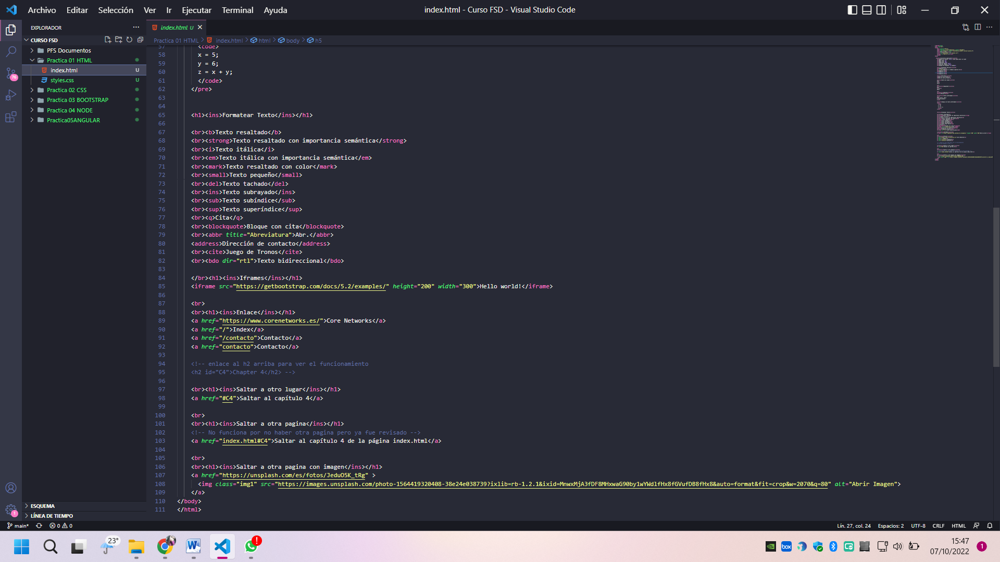 Archivo Editar Selección Ver Ir Ejecutar Terminal Ayuda
index.html - Curso FSD - Visual Studio Code
EXPLORADOR
index.html U
CURSO FSD
Practica 01 HTML > index.html > html > body > h5
PFS Documentos
Practica 01 HTML
index.html U
styles.css U
Practica 02 CSS
Practica 03 BOOTSTRAP
Practica 04 NODE
Practica05ANGULAR
76
57 <code>
58 x = 5;
59 y = 6;
60 z = x + y;
61 </code>
62 </pre>
63
64
65 <h1><ins>Formatear Texto</ins></h1>
66
67 <br><b>Texto resaltado</b>
68 <br><strong>Texto resaltado con importancia semántica</strong>
69 <br><i>Texto itálica</i>
70 <br><em>Texto itálica con importancia semántica</em>
71 <br><mark>Texto resaltado con color</mark>
72 <br><small>Texto pequeño</small>
73 <br><del>Texto tachado</del>
74 <br><ins>Texto subrayado</ins>
75 <br><sub>Texto subíndice</sub>
76 <br><sup>Texto superíndice</sup>
77 <br><q>Cita</q>
78 <br><blockquote>Bloque con cita</blockquote>
79 <br><abbr title="Abreviatura">Abr.</abbr>
80 <address>Dirección de contacto</address>
81 <br><cite>Juego de Tronos</cite>
82 <br><bdo dir="rtl">Texto bidireccional</bdo>
83
84 </br><h1><ins>Iframes</ins></h1>
85 <iframe src="https://getbootstrap.com/docs/5.2/examples/" height="200" width="300">Hello world!</iframe>
86
87 <br>
88 <br><h1><ins>Enlace</ins></h1>
89 <a href="https://www.corenetworks.es/">Core Networks</a>
90 <a href="/">Index</a>
91 <a href="/contacto">Contacto</a>
92 <a href="contacto">Contacto</a>
93
94 <!-- enlace al h2 arriba para ver el funcionamiento
95 <h2 id="C4">Chapter 4</h2> -->
96
97 <br><h1><ins>Saltar a otro lugar</ins></h1>
98 <a href="#C4">Saltar al capítulo 4</a>
99
100 <br>
101 <br><h1><ins>Saltar a otra pagina</ins></h1>
102 <!-- No funciona por no haber otra pagina pero ya fue revisado -->
103 <a href="index.html#C4">Saltar al capítulo 4 de la página index.html</a>
104
105 <br>
106 <br><h1><ins>Saltar a otra pagina con imagen</ins></h1>
107 <a href="https://unsplash.com/es/fotos/JeduO5K_tRg" >
108 <img class="img1" src="https://images.unsplash.com/photo-1564419320408-38e24e038739?ixlib=rb-1.2.1&ixid=MnwxMjA3fDF8MHxwaG90by1wYWdlfHx8fGVufDB8fHx8&auto=format&fit=crop&w=2070&q=80" alt="Abrir Imagen">
109 </a>
110 </body>
111 </html>
ESQUEMA
1
LÍNEA DE TIEMPO
main* 0 0
Lín. 27, col. 24 Espacios: 2 UTF-8 CRLF HTML
23°
box
15:47
07/10/2022
1